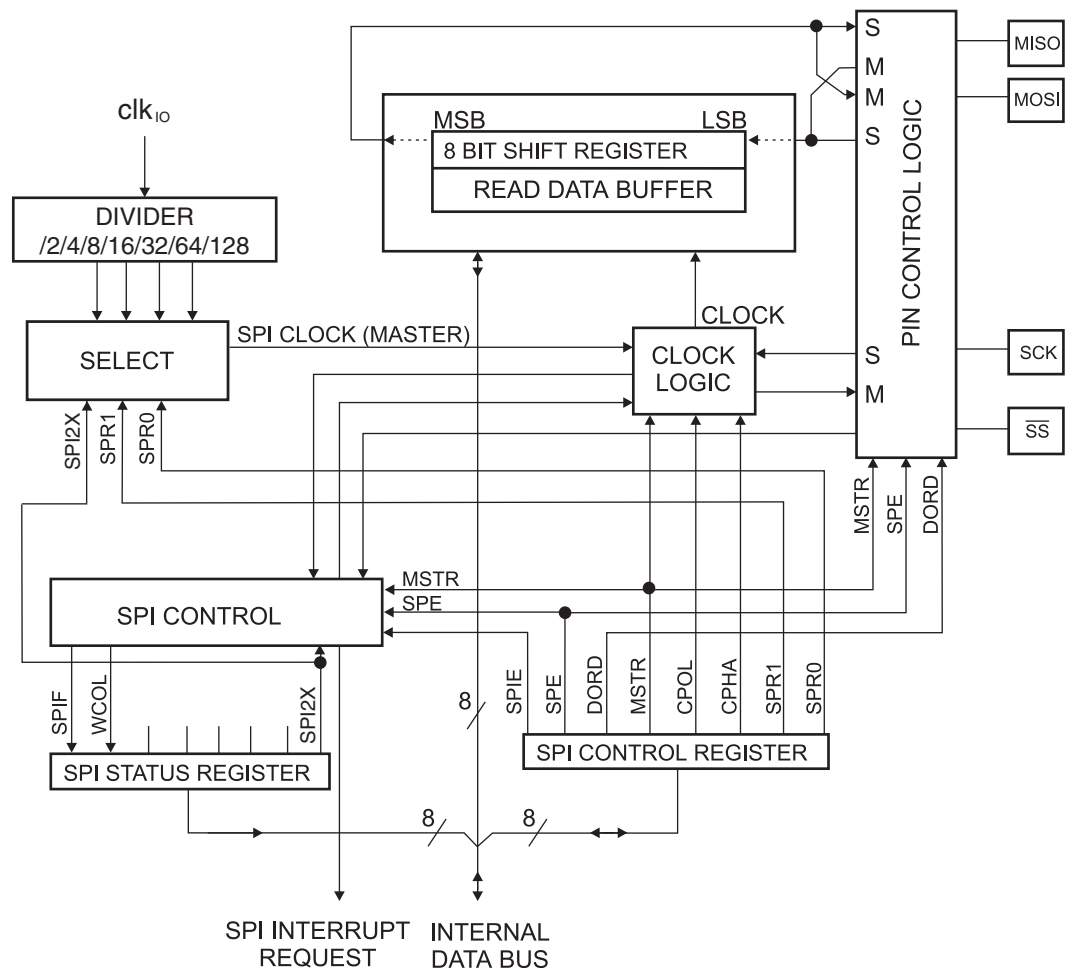 S
MISO
M
MOSI
M
S
clk IO
MSB
LSB
8 BIT SHIFT REGISTER
READ DATA BUFFER
PIN CONTROL LOGIC
DIVIDER
/2/4/8/16/32/64/128
SPI CLOCK (MASTER)
CLOCK
SELECT
CLOCK
LOGIC
S
M
SCK
SS
SPI2X
SPR1
SPR0
MSTR
SPE
DORD
SPI CONTROL
MSTR
SPE
SPIF
WCOL
SPI2X
8
SPIE
SPE
DORD
MSTR
CPOL
CPHA
SPR1
SPR0
SPI STATUS REGISTER
SPI CONTROL REGISTER
8
8
SPI INTERRUPT
REQUEST
INTERNAL
DATA BUS